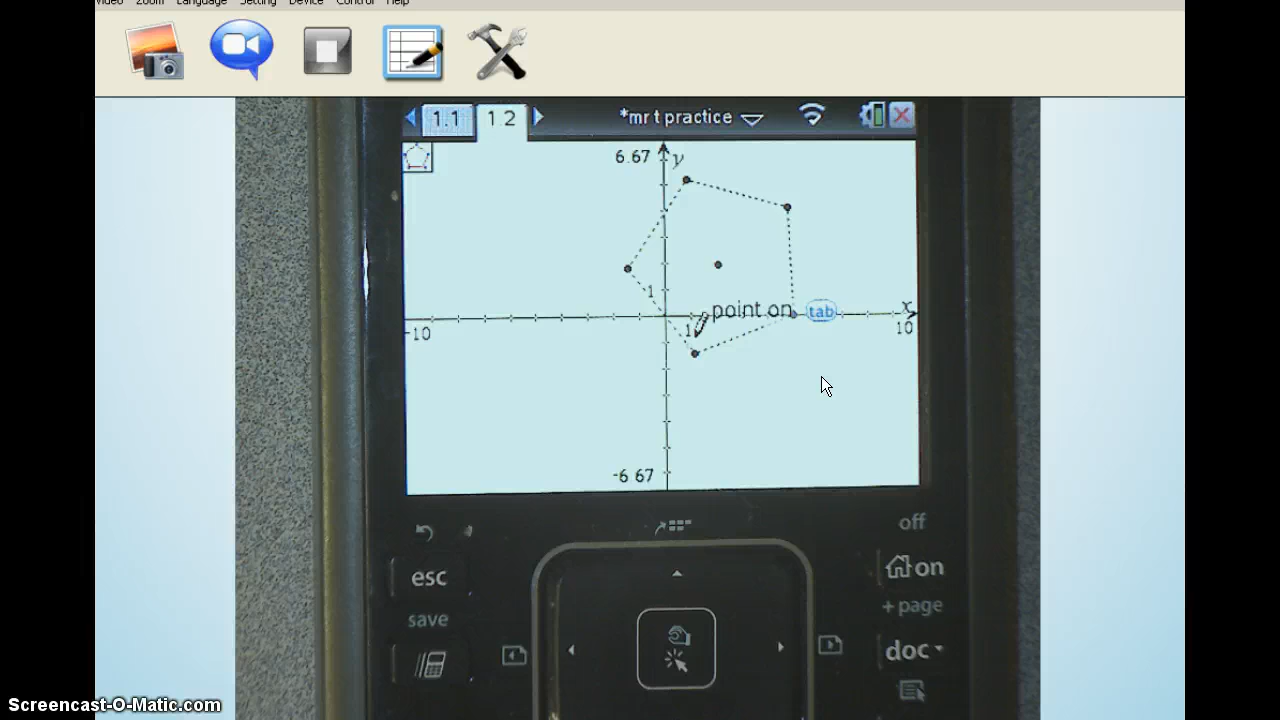 Video Zoom Language Setting Device Control Help
1.1 1.2 *mr t practice
6.67 y
1
point on tab x
-10 1 10
-6.67
off
esc on
save + page
doc
Screencast-O-Matic.com